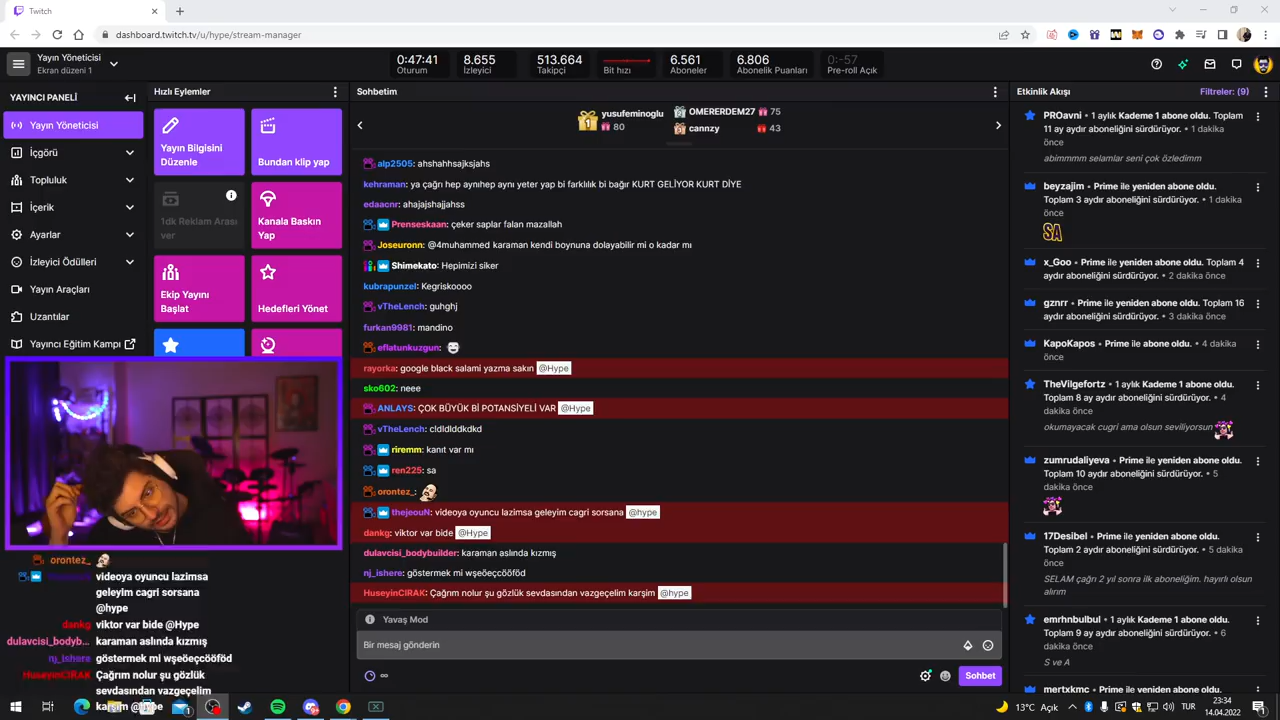 Twitch
dashboard.twitch.tv/u/hype/stream-manager
Yayın Yöneticisi
Ekran düzeni 1
0:47:41
Oturum
8.655
İzleyici
513.664
Takipçi
Bit hızı
6.561
Aboneler
6.806
Abonelik Puanları
0:-57
Pre-roll Açık
YAYINCI PANELİ
Yayın Yöneticisi
İçgörü
Topluluk
İçerik
Ayarlar
İzleyici Ödülleri
Yayın Araçları
Uzantılar
Yayıncı Eğitim Kampı
Hızlı Eylemler
Yayın Bilgisini
Düzenle
Bundan klip yap
1dk Reklam Arası
ver
Kanala Baskın
Yap
Ekip Yayını
Başlat
Hedefleri Yönet
Sohbetim
1 yusufeminoglu
80
OMERERDEM27 75
cannzy 43
alp2505: ahshahhsajksjahs
kehraman: ya çağrı hep aynıhep aynı yeter yap bi farklılık bi bağır KURT GELİYOR KURT DİYE
edaacnr: ahajajshajjahss
Prenseskaan: çeker saplar falan mazallah
Joseuronn: @4muhammed karaman kendi boynuna dolayabilir mi o kadar mı
Shimekato: Hepimizi siker
kubrapunzel: Kegriskoooo
vTheLench: guhghj
furkan9981: mandino
eflatunkuzgun:
rayorka: google black salami yazma sakın @Hype
sko602: neee
ANLAYS: ÇOK BÜYÜK Bİ POTANSİYELİ VAR @Hype
vTheLench: cldldlddkdkd
riremm: kanıt var mı
ren225: sa
orontez_:
thejeouN: videoya oyuncu lazimsa geleyim cagri sorsana @hype
dankg: viktor var bide @Hype
dulavcisi_bodybuilder: karaman aslında kızmış
nj_ishere: göstermek mi wşeöeçcööföd
HuseyinCIRAK: Çağrım nolur şu gözlük sevdasından vazgeçelim karşim @hype
Yavaş Mod
Bir mesaj gönderin
∞
Sohbet
Etkinlik Akışı
Filtreler: (9)
PROavni • 1 aylık Kademe 1 abone oldu. Toplam
11 ay aydır aboneliğini sürdürüyor. • 1 dakika
önce
abimmmm selamlar seni çok özledimm
beyzajim • Prime ile yeniden abone oldu.
Toplam 3 aydır aboneliğini sürdürüyor. • 1 dakika
önce
SA
x_Goo • Prime ile yeniden abone oldu. Toplam 4
aydır aboneliğini sürdürüyor. • 2 dakika önce
gznrr • Prime ile yeniden abone oldu. Toplam 16
aydır aboneliğini sürdürüyor. • 3 dakika önce
KapoKapos • Prime ile abone oldu. • 4 dakika
önce
TheVilgefortz • 1 aylık Kademe 1 abone oldu.
Toplam 8 ay aydır aboneliğini sürdürüyor. • 4
dakika önce
okumayacak cugri ama olsun seviliyorsun
zumrudaliyeva • Prime ile yeniden abone oldu.
Toplam 10 aydır aboneliğini sürdürüyor. • 5
dakika önce
17Desibel • Prime ile yeniden abone oldu.
Toplam 2 aydır aboneliğini sürdürüyor. • 5 dakika
önce
SELAM çağrı 2 yıl sonra ilk aboneliğim. hayırlı olsun
alırım
emrhnbulbul • 1 aylık Kademe 1 abone oldu.
Toplam 9 ay aydır aboneliğini sürdürüyor. • 6
dakika önce
S ve A
mertxmc • Prime ile yeniden abone oldu.
orontez_
videoya oyuncu lazimsa
geleyim cagri sorsana
@hype
dankg viktor var bide @Hype
dulavcisi_bodyb... karaman aslında kızmış
nj_ishere göstermek mi wşeöeçcööföd
HuseyinCIRAK Çağrım nolur şu gözlük
sevdasından vazgeçelim
karşim @hype
13°C Açık
TUR
23:34
14.04.2022